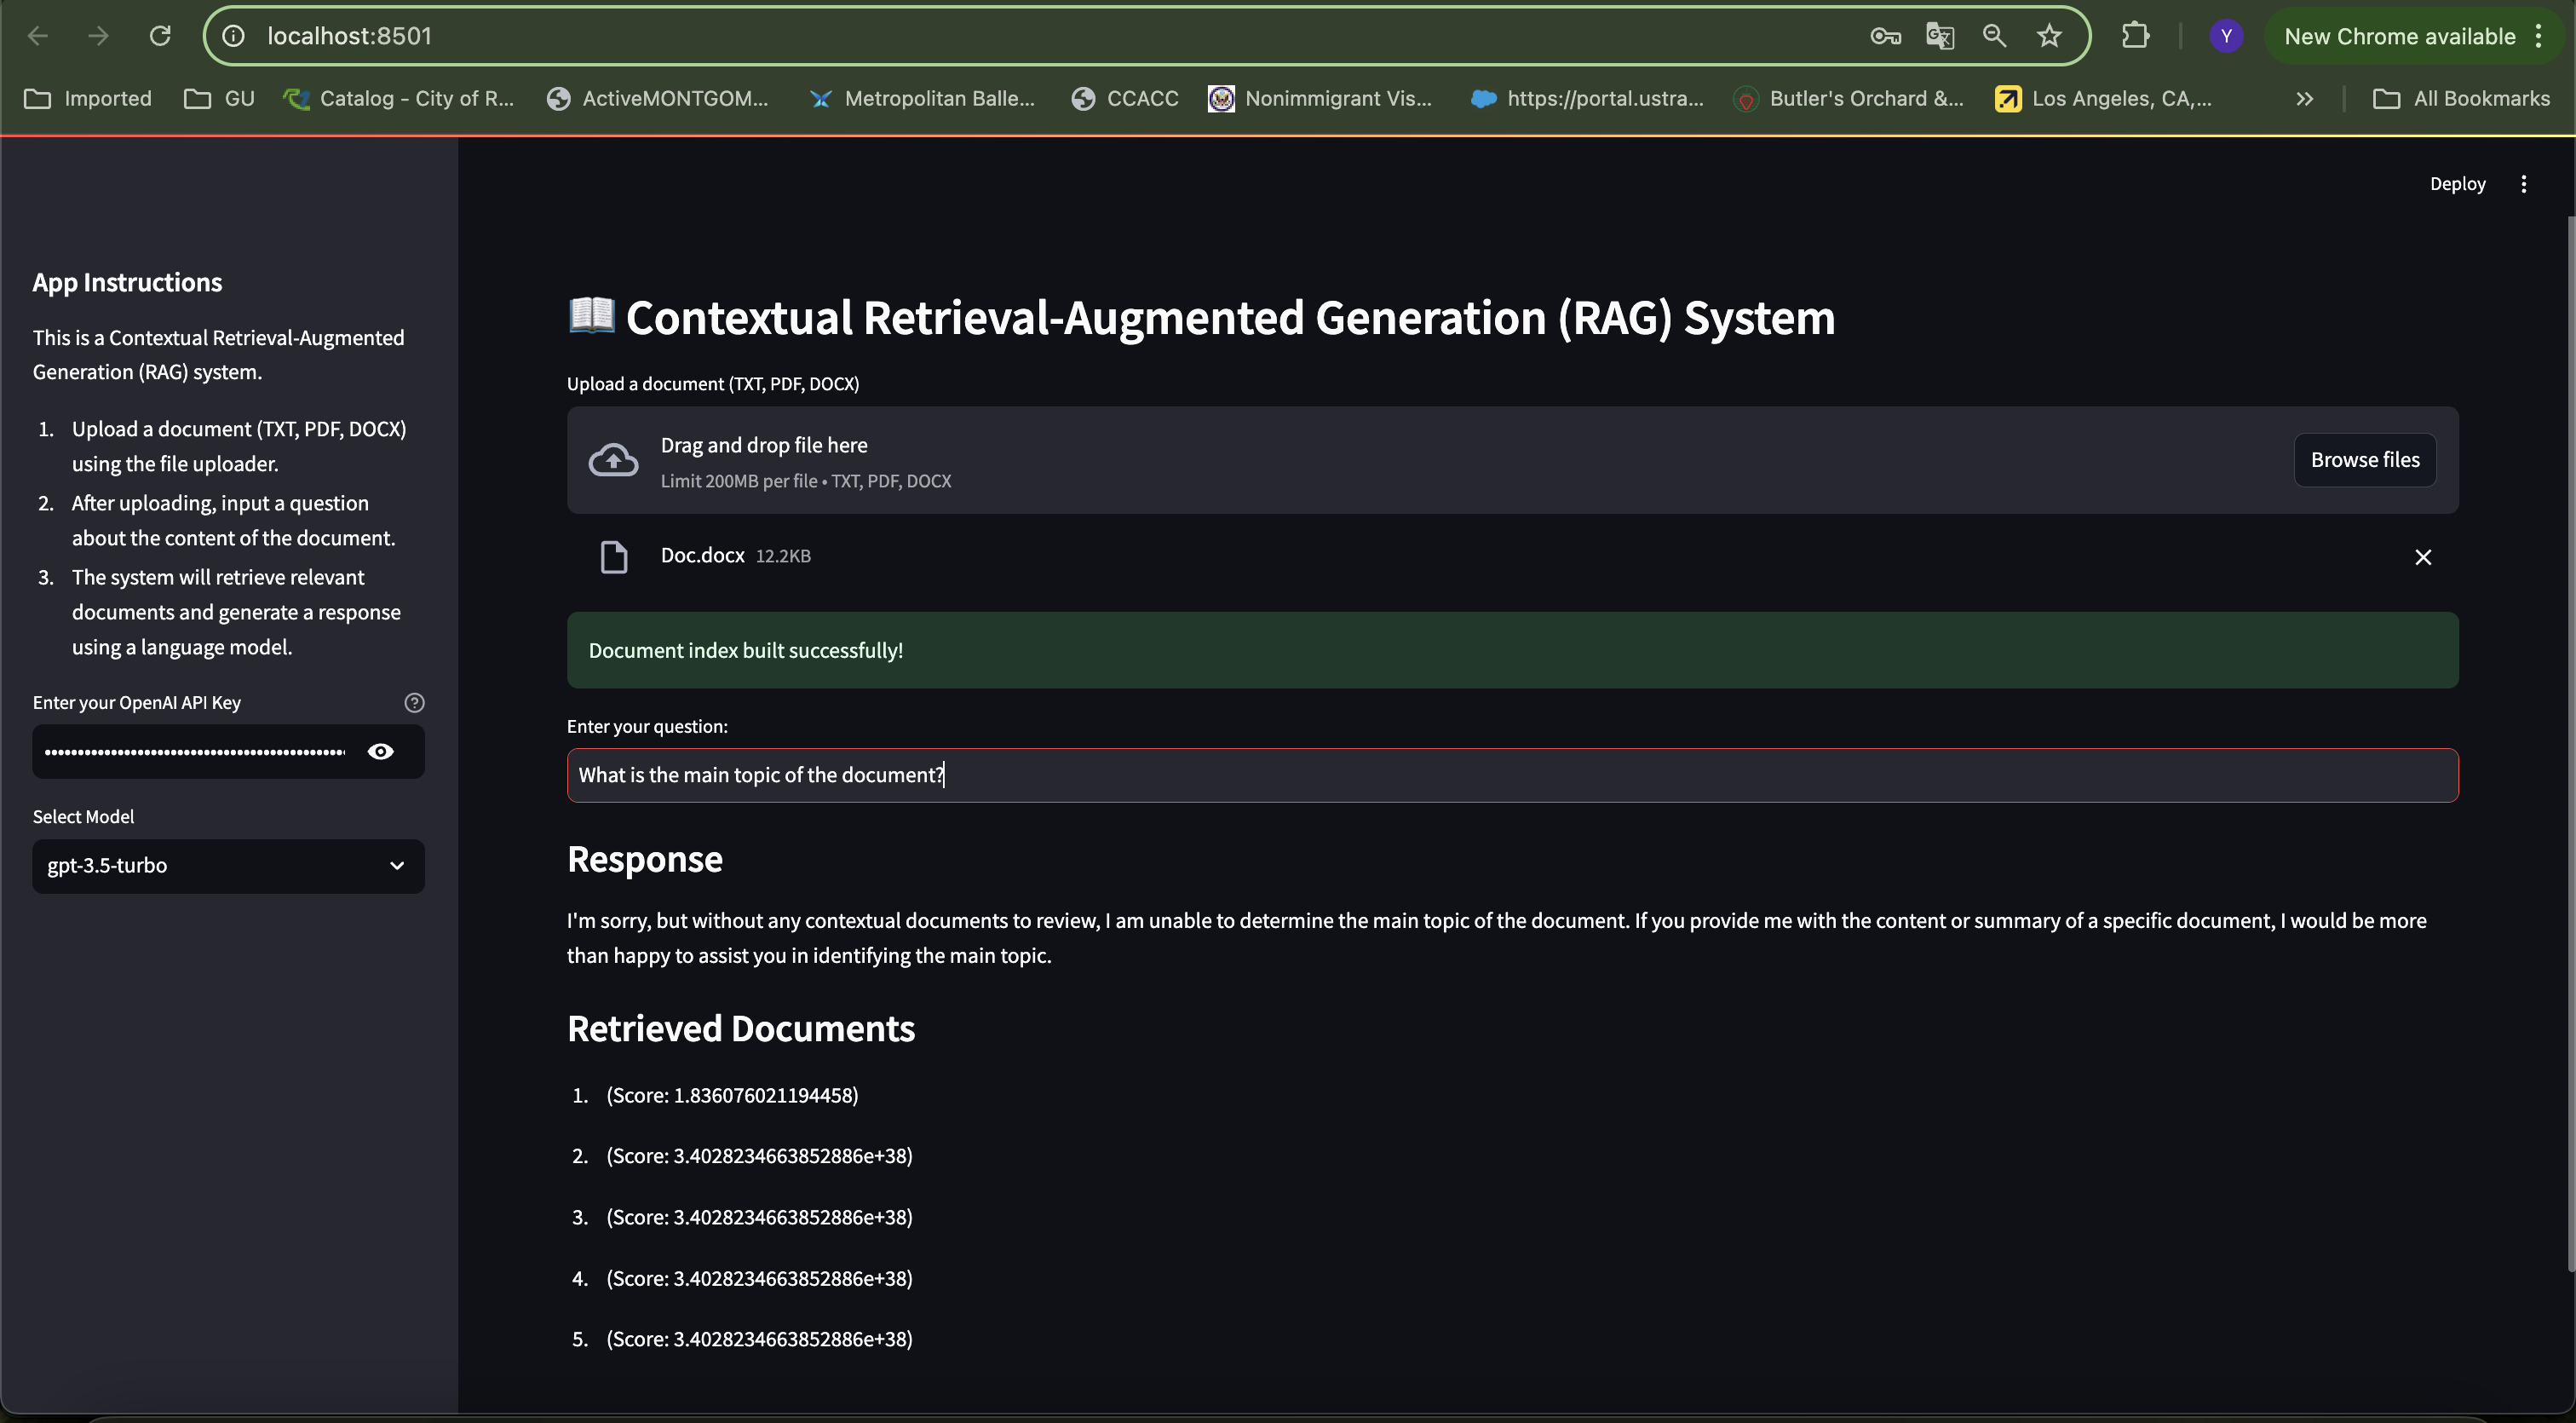 localhost:8501
New Chrome available
Imported
GU
Catalog - City of R...
ActiveMONTGOM...
Metropolitan Balle...
CCACC
Nonimmigrant Vis...
https://portal.ustra...
Butler's Orchard &...
Los Angeles, CA,...
All Bookmarks
Y
Deploy
App Instructions
This is a Contextual Retrieval-Augmented
Generation (RAG) system.
1. Upload a document (TXT, PDF, DOCX)
using the file uploader.
2. After uploading, input a question
about the content of the document.
3. The system will retrieve relevant
documents and generate a response
using a language model.
Enter your OpenAI API Key
Select Model
gpt-3.5-turbo
Contextual Retrieval-Augmented Generation (RAG) System
Upload a document (TXT, PDF, DOCX)
Drag and drop file here
Limit 200MB per file • TXT, PDF, DOCX
Browse files
Doc.docx 12.2KB
Document index built successfully!
Enter your question:
What is the main topic of the document?
Response
I'm sorry, but without any contextual documents to review, I am unable to determine the main topic of the document. If you provide me with the content or summary of a specific document, I would be more
than happy to assist you in identifying the main topic.
Retrieved Documents
1. (Score: 1.836076021194458)
2. (Score: 3.4028234663852886e+38)
3. (Score: 3.4028234663852886e+38)
4. (Score: 3.4028234663852886e+38)
5. (Score: 3.4028234663852886e+38)